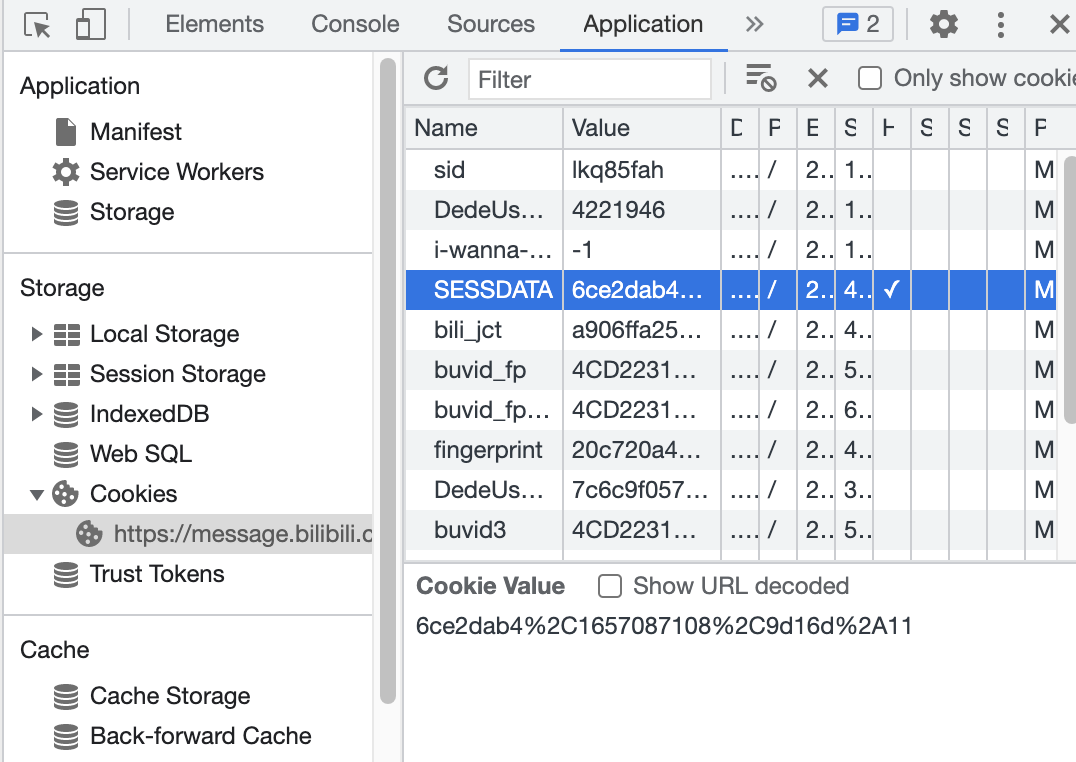 Elements Console Sources Application 2
Application
Manifest
Service Workers
Storage
Storage
Local Storage
Session Storage
IndexedDB
Web SQL
Cookies
https://message.bilibili.c
Trust Tokens
Cache
Cache Storage
Back-forward Cache
Filter Only show cookie
Name Value D P E S H S S S P
sid lkq85fah .... / 2.. 1.. M
DedeUs... 4221946 .... / 2.. 1.. M
i-wanna-... -1 .... / 2.. 1.. M
SESSDATA 6ce2dab4... .... / 2.. 4.. ✓ M
bili_jct a906ffa25... .... / 2.. 4.. M
buvid_fp 4CD2231... .... / 2.. 5.. M
buvid_fp... 4CD2231... .... / 2.. 6.. M
fingerprint 20c720a4... .... / 2.. 4.. M
DedeUs... 7c6c9f057... .... / 2.. 3.. M
buvid3 4CD2231... .... / 2.. 5.. M
Cookie Value Show URL decoded
6ce2dab4%2C1657087108%2C9d16d%2A11